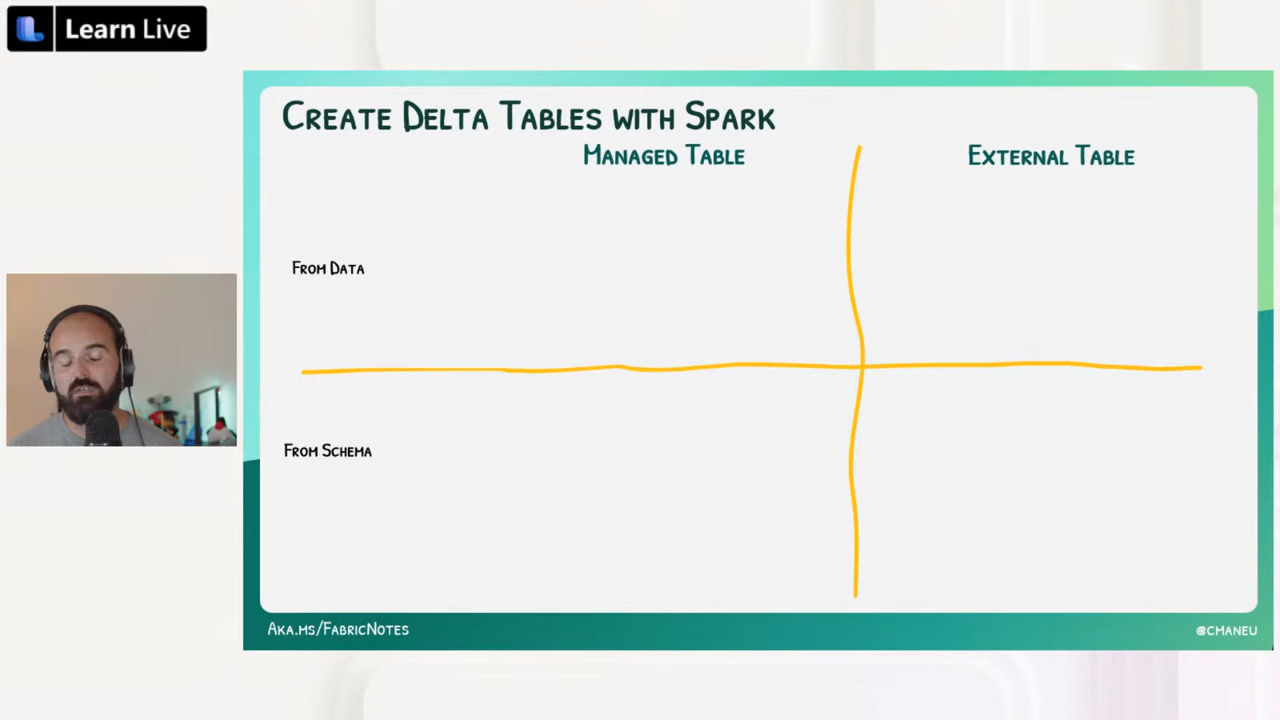 Learn Live
Create Delta Tables with Spark
Managed Table
External Table
From Data
From Schema
Aka.ms/FabricNotes
@cmaneu